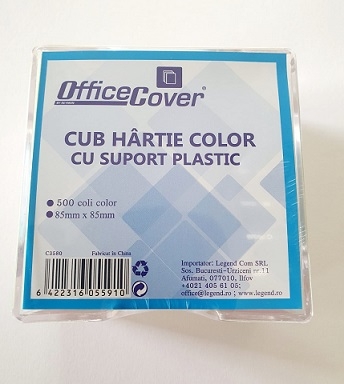 OfficeCover®
CUB HÂRTIE COLOR
CU SUPORT PLASTIC
500 coli color
85mm x 85mm
C3580 Fabricat în China
6 422316 055910
Importator: Legend Com SRL
Sos. Bucuresti-Urziceni nr.11
Afumati, 077010, Ilfov
+4021 405 61 05;
office@legend.ro ; www.legend.ro